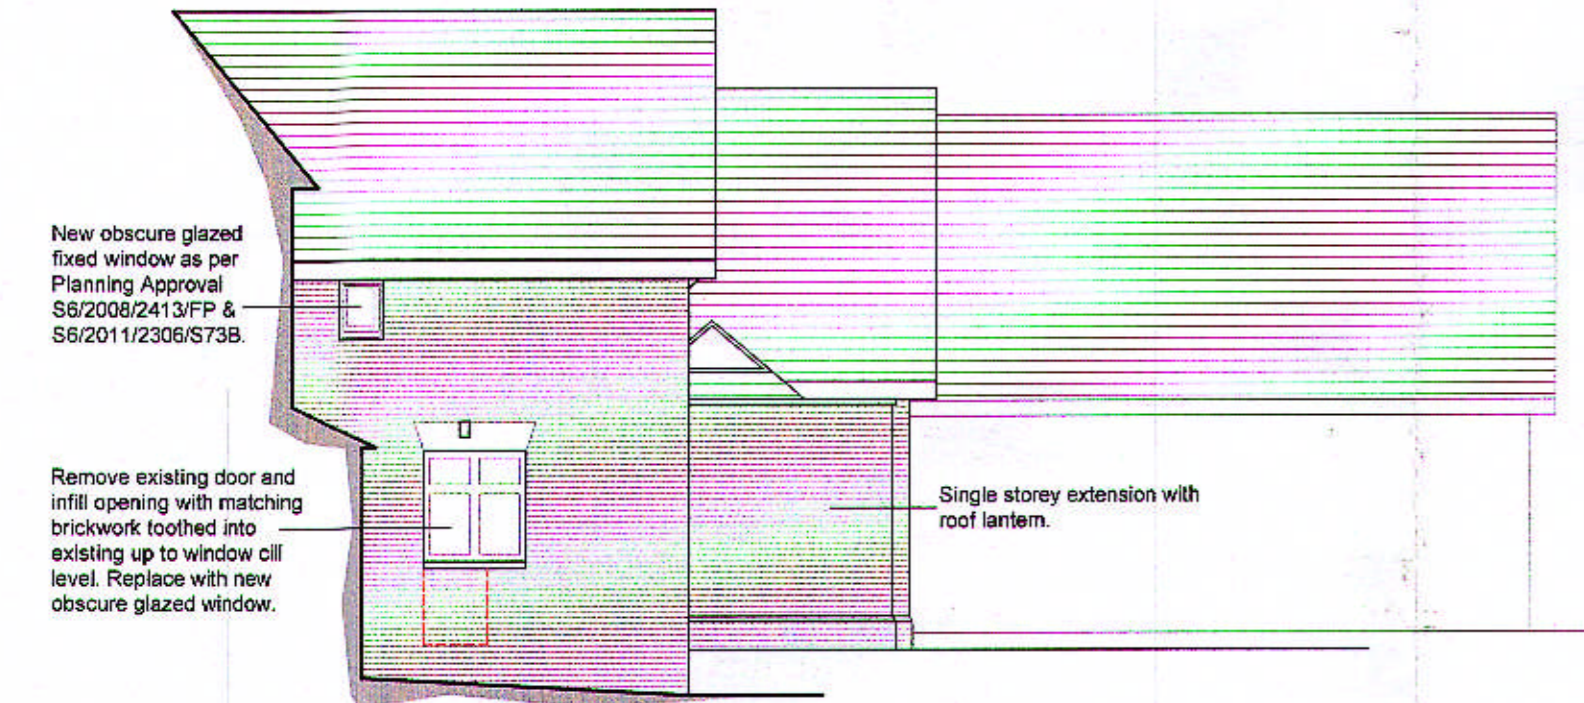 New obscure glazed
fixed window as per
Planning Approval
S6/2008/2413/FP &
S6/2011/2306/S73B.
Remove existing door and
infill opening with matching
brickwork toothed into
existing up to window cill
level. Replace with new
obscure glazed window.
Single storey extension with
roof lantern.